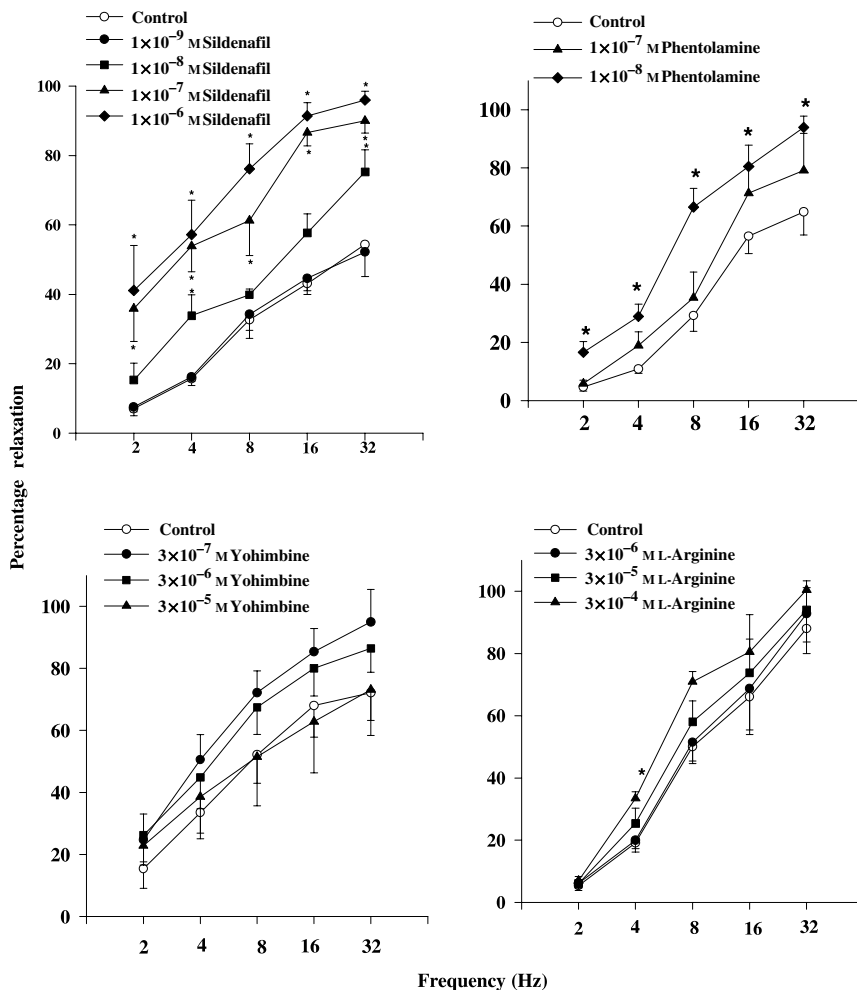 Control
1×10⁻⁹ M Sildenafil
1×10⁻⁸ M Sildenafil
1×10⁻⁷ M Sildenafil
1×10⁻⁶ M Sildenafil
100
80
60
40
20
0
2 4 8 16 32
Control
1×10⁻⁷ M Phentolamine
1×10⁻⁸ M Phentolamine
100
80
60
40
20
0
2 4 8 16 32
Percentage relaxation
Control
3×10⁻⁷ M Yohimbine
3×10⁻⁶ M Yohimbine
3×10⁻⁵ M Yohimbine
100
80
60
40
20
0
2 4 8 16 32
Control
3×10⁻⁶ M L-Arginine
3×10⁻⁵ M L-Arginine
3×10⁻⁴ M L-Arginine
100
80
60
40
20
0
2 4 8 16 32
Frequency (Hz)